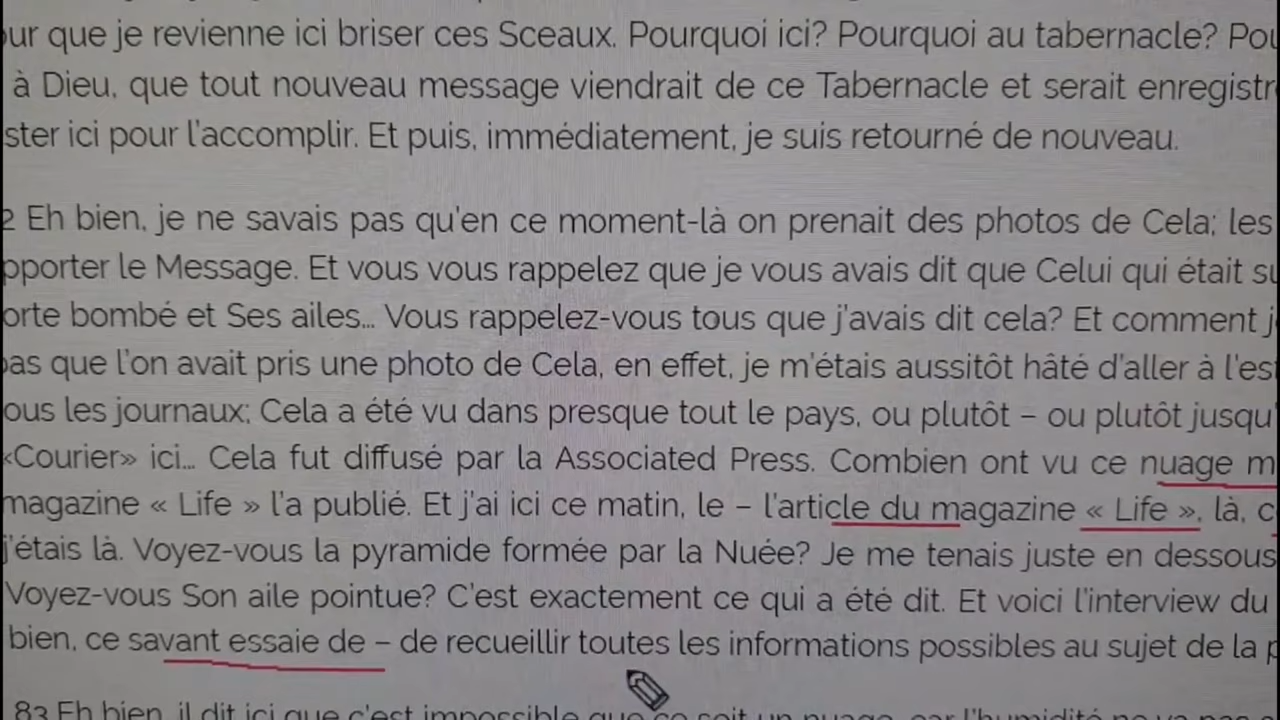 ur que je revienne ici briser ces Sceaux. Pourquoi ici? Pourquoi au tabernacle? Pou
à Dieu, que tout nouveau message viendrait de ce Tabernacle et serait enregistr
ster ici pour l'accomplir. Et puis, immédiatement, je suis retourné de nouveau.
2 Eh bien, je ne savais pas qu'en ce moment-là on prenait des photos de Cela; les
pporter le Message. Et vous vous rappelez que je vous avais dit que Celui qui était su
orte bombé et Ses ailes... Vous rappelez-vous tous que j'avais dit cela? Et comment j
as que l'on avait pris une photo de Cela, en effet, je m'étais aussitôt hâté d'aller à l'es
ous les journaux; Cela a été vu dans presque tout le pays, ou plutôt – ou plutôt jusqu'
«Courier» ici... Cela fut diffusé par la Associated Press. Combien ont vu ce nuage m
magazine « Life » l'a publié. Et j'ai ici ce matin, le – l'article du magazine « Life », là, c
j'étais là. Voyez-vous la pyramide formée par la Nuée? Je me tenais juste en dessous
Voyez-vous Son aile pointue? C'est exactement ce qui a été dit. Et voici l'interview du
bien, ce savant essaie de – de recueillir toutes les informations possibles au sujet de la p
83 Eh bien, il dit ici que c'est impossible que ce soit un nuage, car l'humidité ne va pas